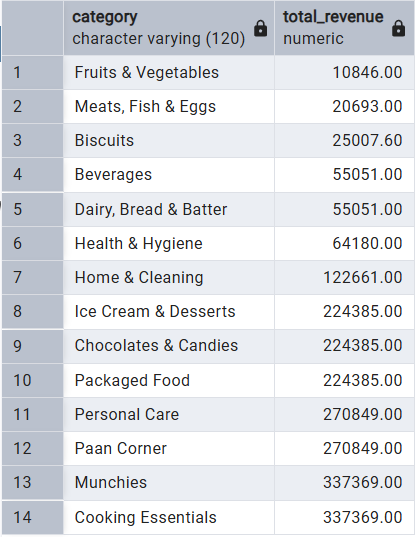 category total_revenue
character varying (120) numeric
1 Fruits & Vegetables 10846.00
2 Meats, Fish & Eggs 20693.00
3 Biscuits 25007.60
4 Beverages 55051.00
5 Dairy, Bread & Batter 55051.00
6 Health & Hygiene 64180.00
7 Home & Cleaning 122661.00
8 Ice Cream & Desserts 224385.00
9 Chocolates & Candies 224385.00
10 Packaged Food 224385.00
11 Personal Care 270849.00
12 Paan Corner 270849.00
13 Munchies 337369.00
14 Cooking Essentials 337369.00